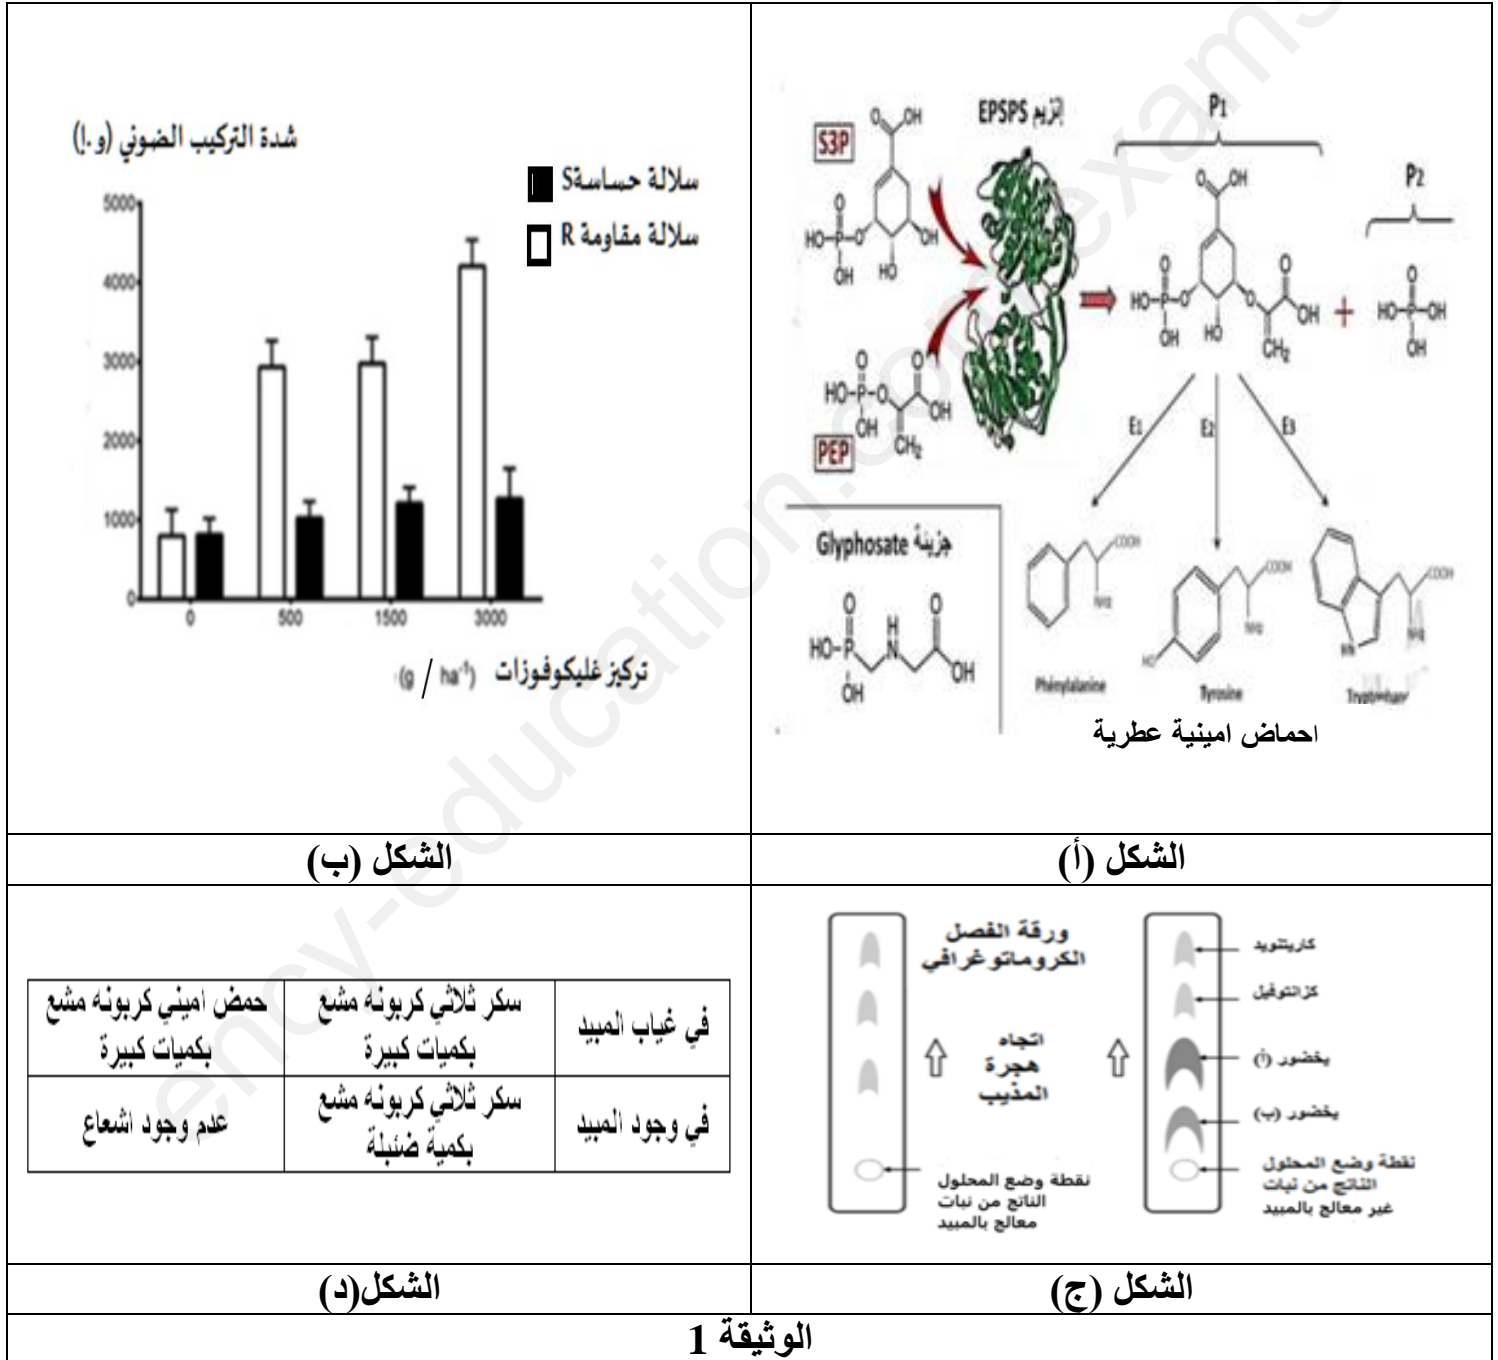 إنزيم EPSPS
P1
P2
S3P
PEP
E1
E2
E3
جزيئة Glyphosate
Phénylalanine
Tyrosine
احماض امينية عطرية
الشكل (أ)
شدة التركيب الضوئي (و .إ)
سلالة حساسة S
سلالة مقاومة R
5000
4000
3000
2000
1000
0
0
500
1500
3000
تركيز غليكوفوزات (g / ha⁻¹)
الشكل (ب)
ورقة الفصل
الكروماتوغرافي
اتجاه
هجرة
المذيب
كاريتنويد
كزانتوفيل
يخضور (أ)
يخضور (ب)
نقطة وضع المحلول
الناتج من نبات
غير معالج بالمبيد
نقطة وضع المحلول
الناتج من نبات
معالج بالمبيد
الشكل (ج)
في غياب المبيد
سكر ثلاثي كربونه مشع
بكميات كبيرة
حمض اميني كربونه مشع
بكميات كبيرة
في وجود المبيد
سكر ثلاثي كربونه مشع
بكمية ضئيلة
عدم وجود اشعاع
الشكل(د)
الوثيقة 1
ency-education.com/exams